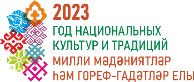 2023
ГОД НАЦИОНАЛЬНЫХ
КУЛЬТУР И ТРАДИЦИЙ
МИЛЛИ МӘДӘНИЯТЛӘР
ҺӘМ ГОРЕФ-ГАДӘТЛӘР ЕЛЫ